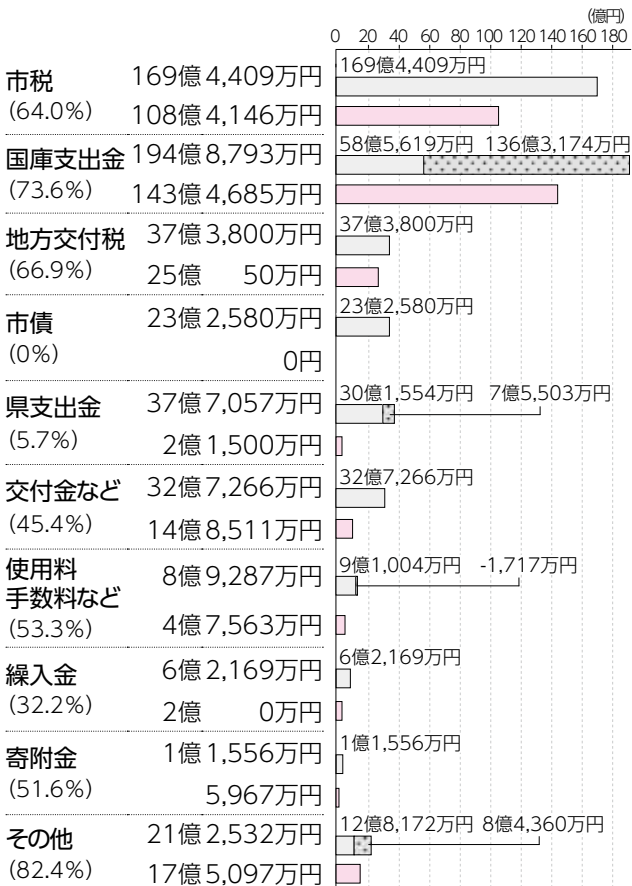 (億円)
0 20 40 60 80 100 120 140 160 180
市税 169億4,409万円 169億4,409万円
(64.0%) 108億4,146万円
国庫支出金 194億8,793万円 58億5,619万円 136億3,174万円
(73.6%) 143億4,685万円
地方交付税 37億3,800万円 37億3,800万円
(66.9%) 25億 50万円
市債 23億2,580万円 23億2,580万円
(0%) 0円
県支出金 37億7,057万円 30億1,554万円 7億5,503万円
(5.7%) 2億1,500万円
交付金など 32億7,266万円 32億7,266万円
(45.4%) 14億8,511万円
使用料
手数料など 8億9,287万円 9億1,004万円 -1,717万円
(53.3%) 4億7,563万円
繰入金 6億2,169万円 6億2,169万円
(32.2%) 2億 0万円
寄附金 1億1,556万円 1億1,556万円
(51.6%) 5,967万円
その他 21億2,532万円 12億8,172万円 8億4,360万円
(82.4%) 17億5,097万円